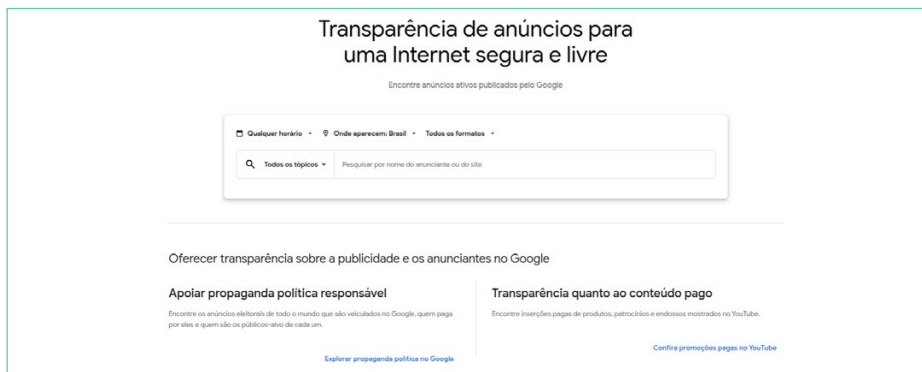 Transparência de anúncios para
uma Internet segura e livre
Encontre anúncios ativos publicados pelo Google
Qualquer horário
Onde aparecem: Brasil
Todos os formatos
Todos os tópicos
Pesquisar por nome do anunciante ou do site
Oferecer transparência sobre a publicidade e os anunciantes no Google
Apoiar propaganda política responsável
Encontre os anúncios eleitorais de todo o mundo que são veiculados no Google, quem paga
por eles e quem são os públicos-alvo de cada um.
Explorar propaganda política no Google
Transparência quanto ao conteúdo pago
Encontre inserções pagas de produtos, patrocínios e endossos mostrados no YouTube.
Confira promoções pagas no YouTube